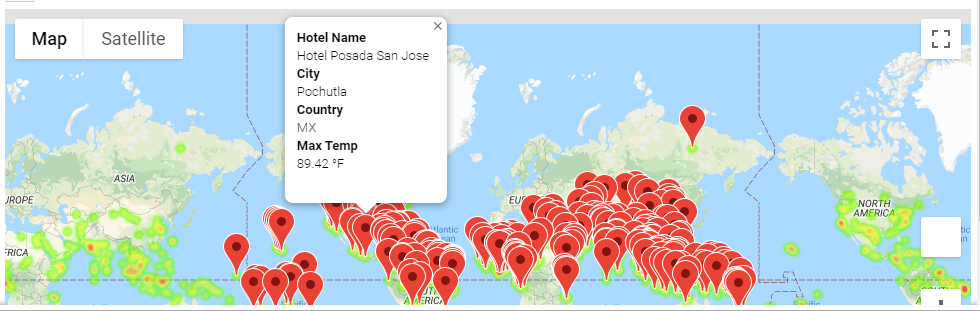 Map
Satellite
Hotel Name
Hotel Posada San Jose
City
Pochutla
Country
MX
Max Temp
89.42 °F
ASIA
UROPE
NORTH
AMERICA